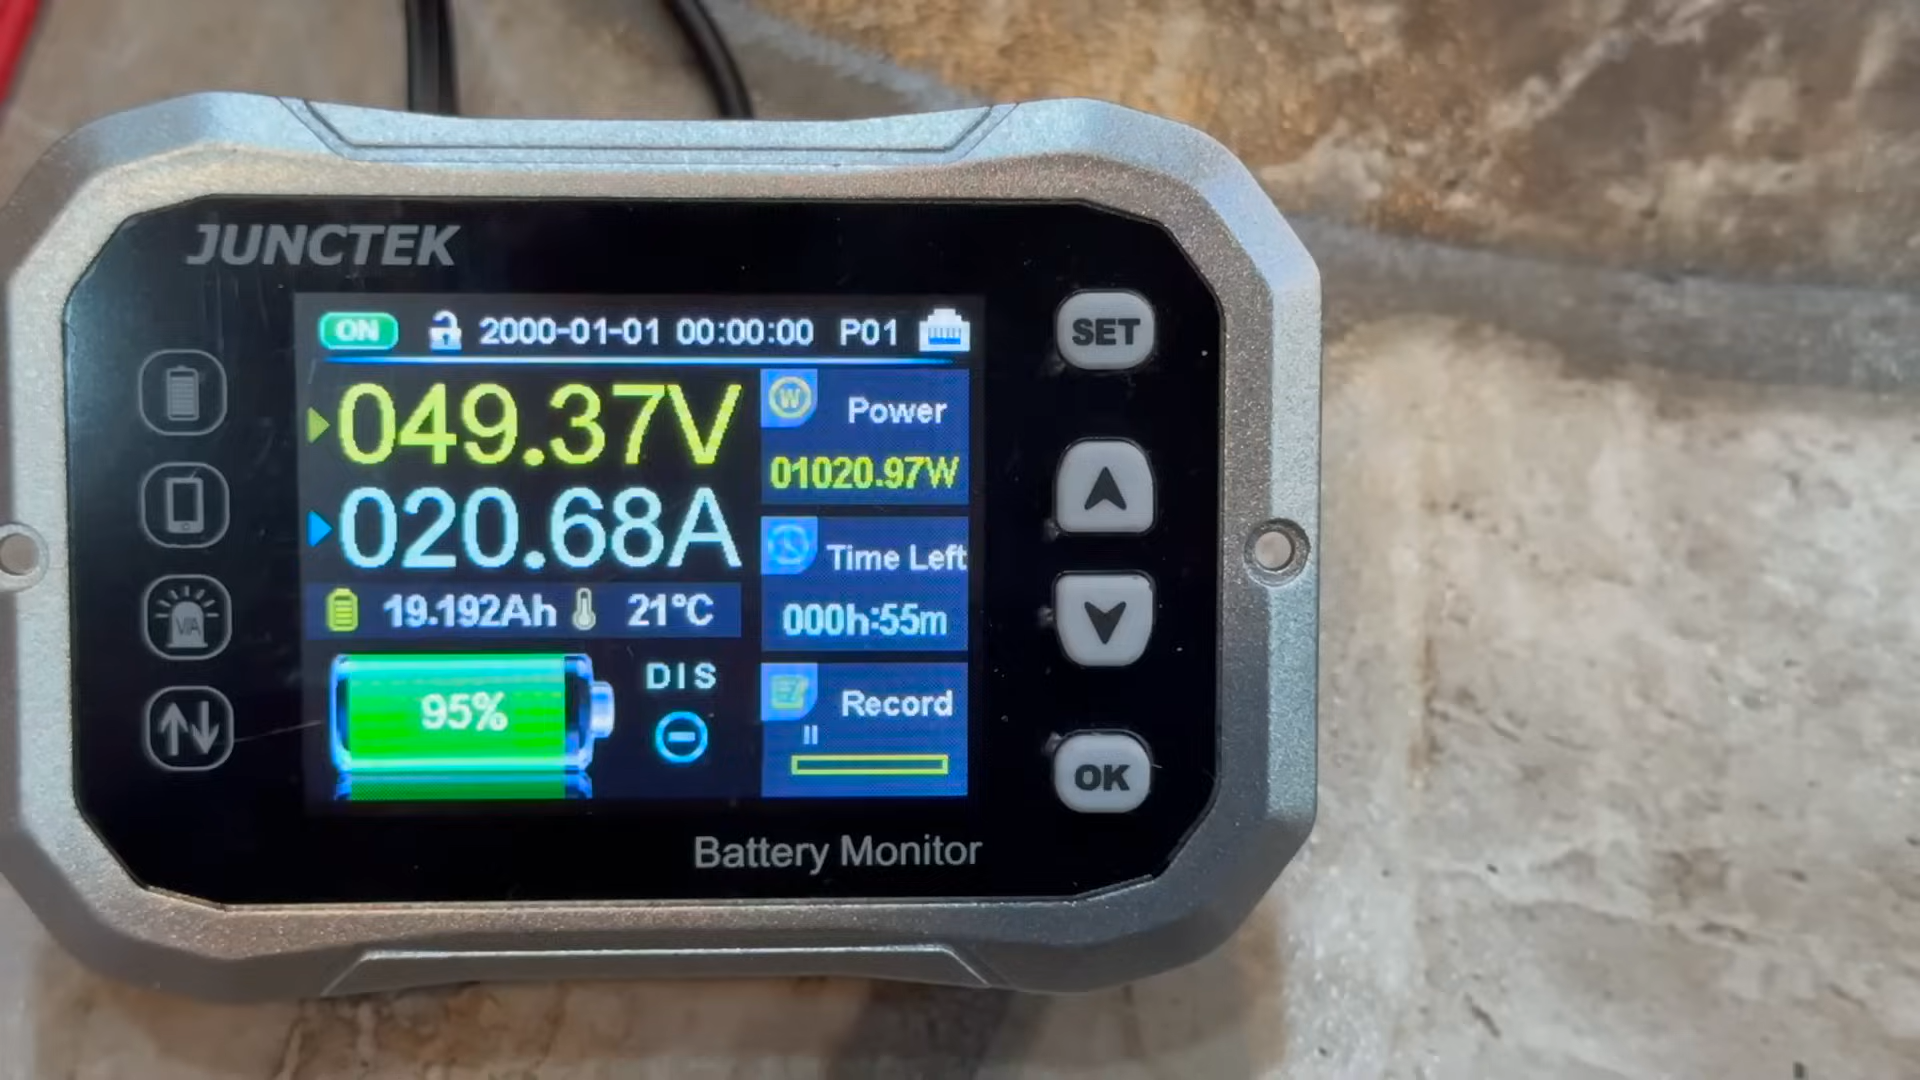 JUNCTEK
ON 2000-01-01 00:00:00 P01
049.37V
020.68A
19.192Ah 21°C
95%
DIS
Power
01020.97W
Time Left
000h:55m
Record
V/A
SET
OK
Battery Monitor